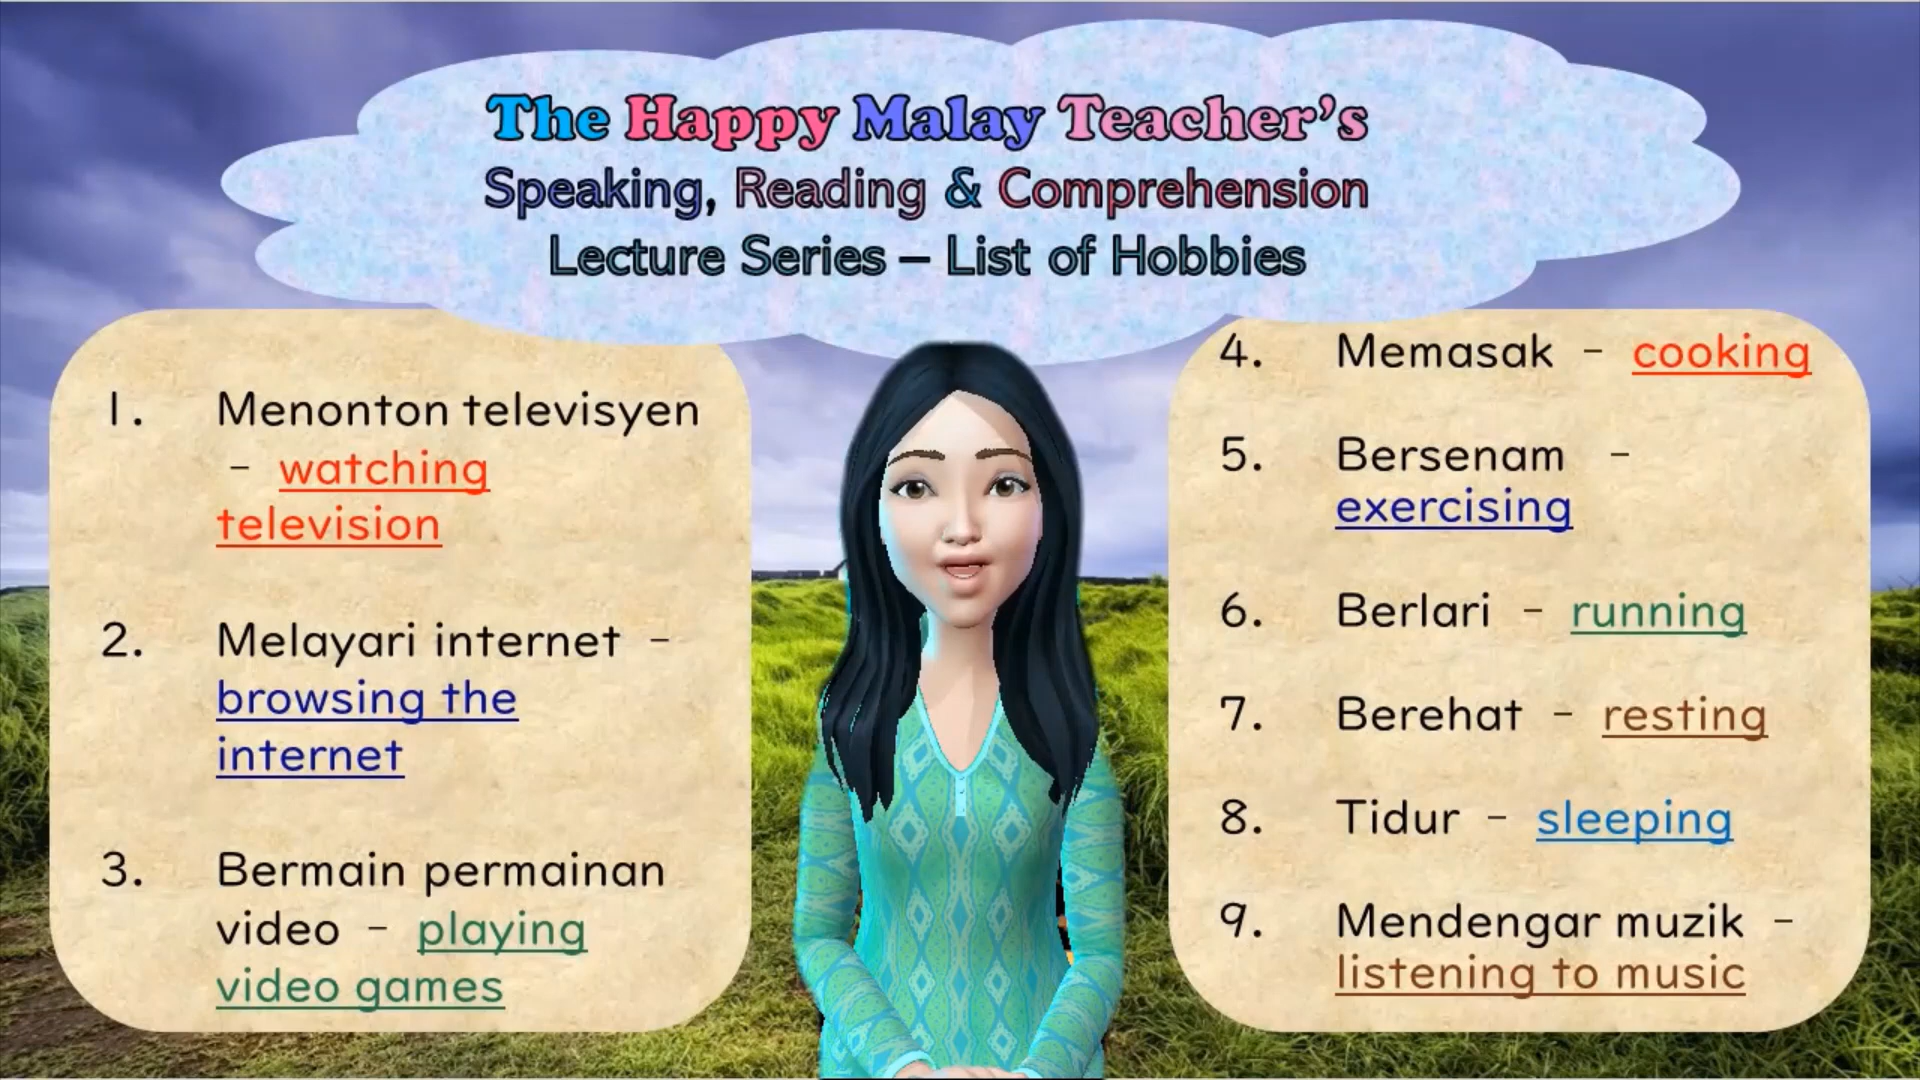 The Happy Malay Teacher's
Speaking, Reading & Comprehension
Lecture Series – List of Hobbies
1. Menonton televisyen
- watching
television
2. Melayari internet -
browsing the
internet
3. Bermain permainan
video - playing
video games
4. Memasak - cooking
5. Bersenam -
exercising
6. Berlari - running
7. Berehat - resting
8. Tidur - sleeping
9. Mendengar muzik -
listening to music